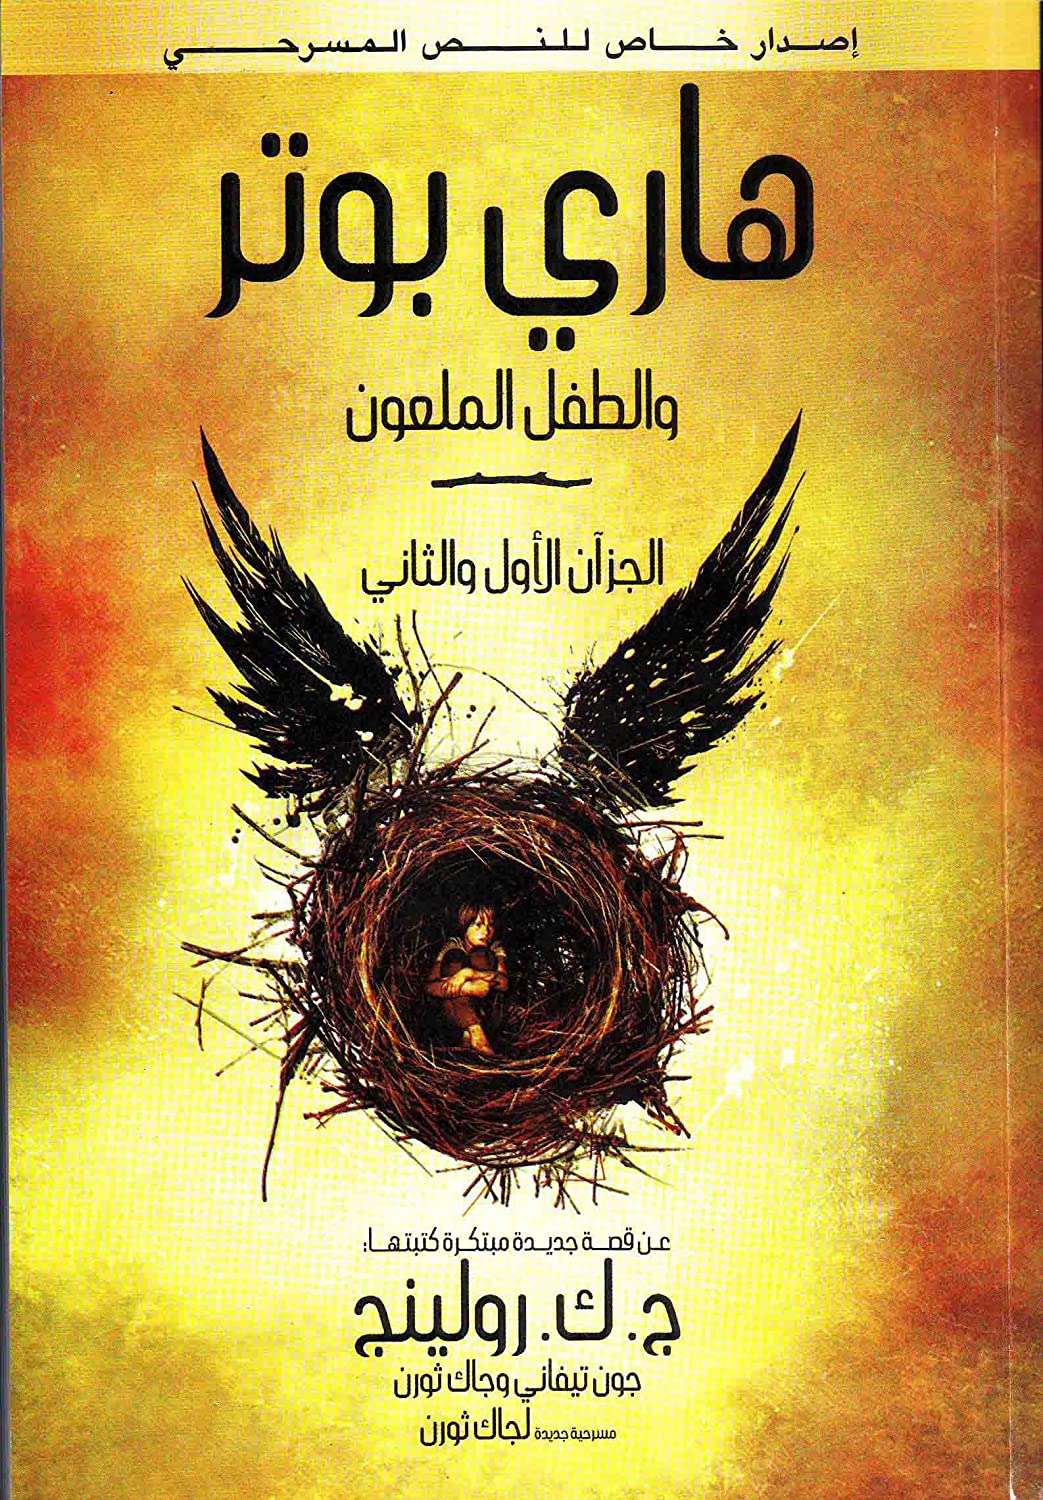 إصدار خاص للنص المسرحي
هاري بوتر
والطفل الملعون
الجزآن الأول والثاني
عن قصة جديدة مبتكرة كتبتها:
ج. ك. رولينج
جون تيفاني وجاك ثورن
مسرحية جديدة لجاك ثورن